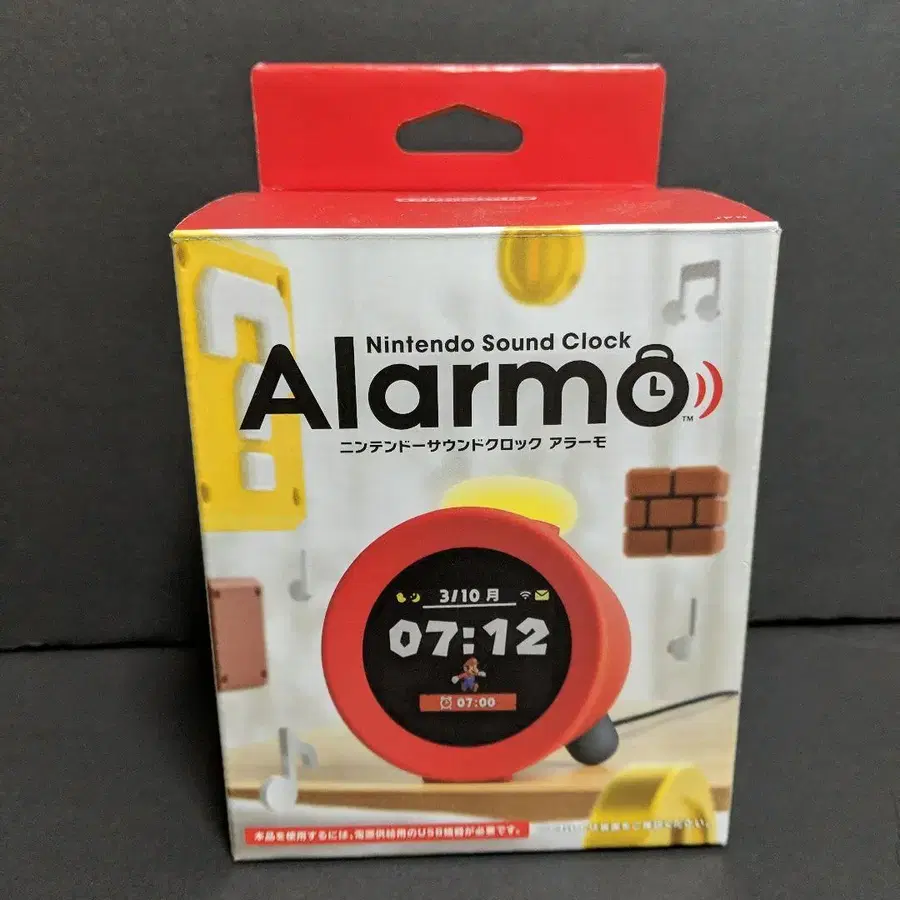 Nintendo Sound Clock
Alarmo
TM
ニンテンドーサウンドクロック アラーモ
3/10 月
07:12
07:00
本品を使用するには、電源供給用のUSB機器が必要です。